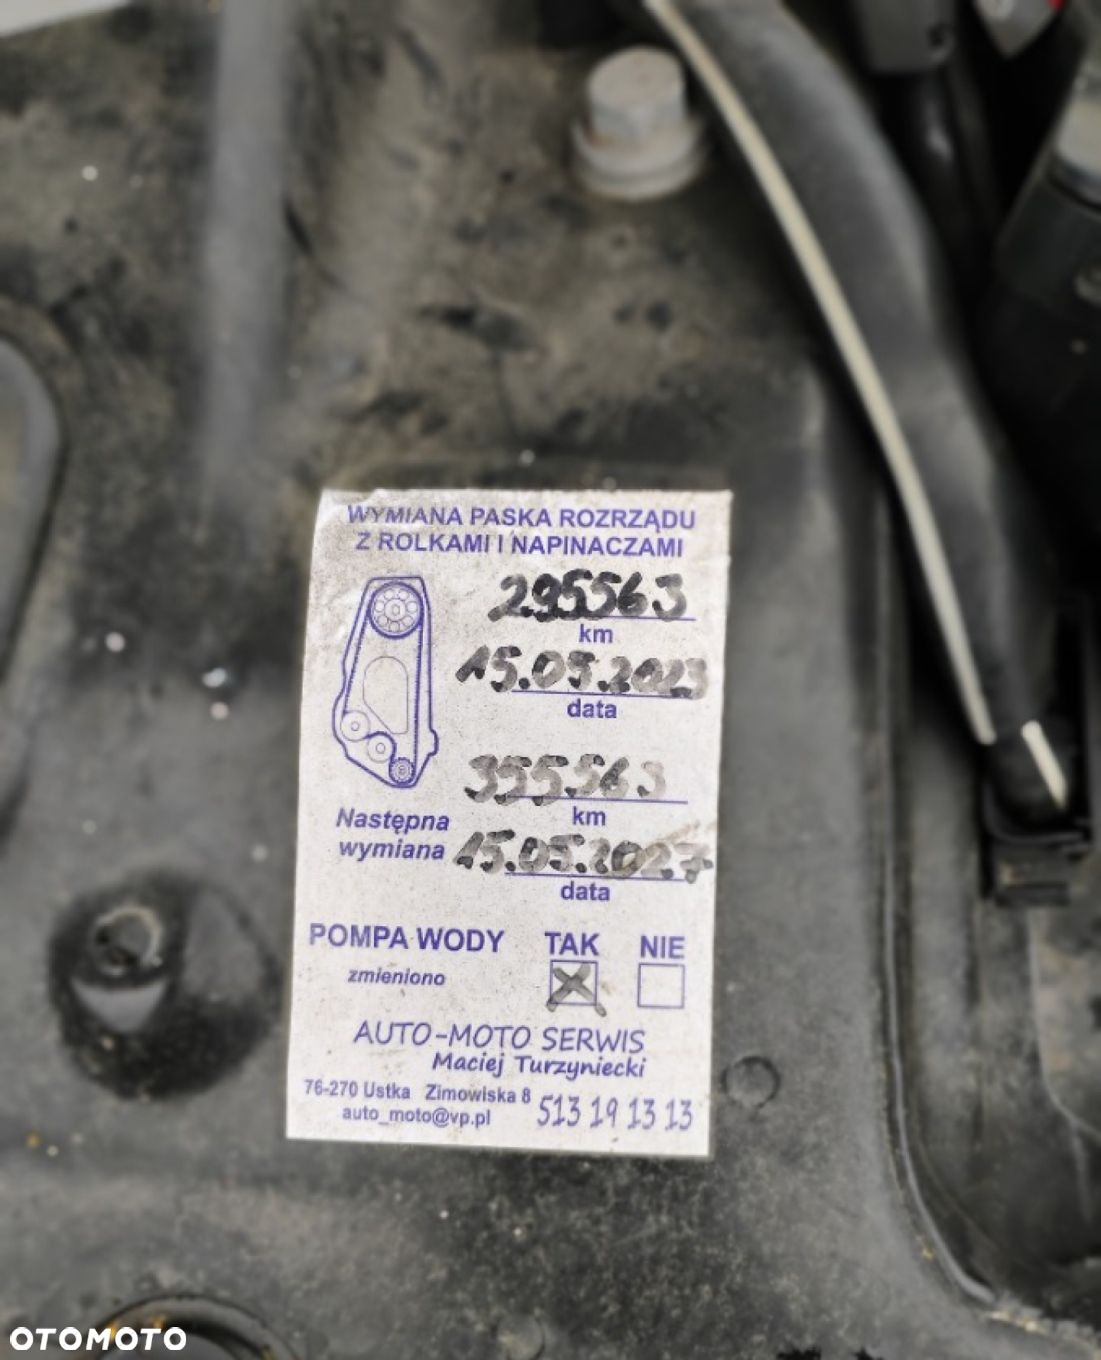 WYMIANA PASKA ROZRZĄDU
Z ROLKAMI I NAPINACZAMI
295563
km
15.05.2023
data
355563
km
Następna
wymiana 15.05.2027
data
POMPA WODY TAK NIE
zmieniono
AUTO-MOTO SERWIS
Maciej Turzyniecki
76-270 Ustka Zimowiska 8
auto_moto@vp.pl 513 19 13 13
OTOMOTO